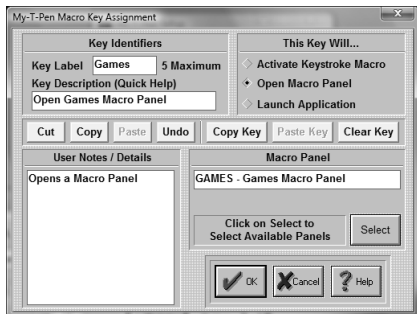 My-T-Pen Macro Key Assignment
Key Identifiers
Key Label Games 5 Maximum
Key Description (Quick Help)
Open Games Macro Panel
This Key Will...
Activate Keystroke Macro
Open Macro Panel
Launch Application
Cut Copy Paste Undo Copy Key Paste Key Clear Key
User Notes / Details
Opens a Macro Panel
Macro Panel
GAMES - Games Macro Panel
Click on Select to
Select Available Panels
Select
OK Cancel ? Help